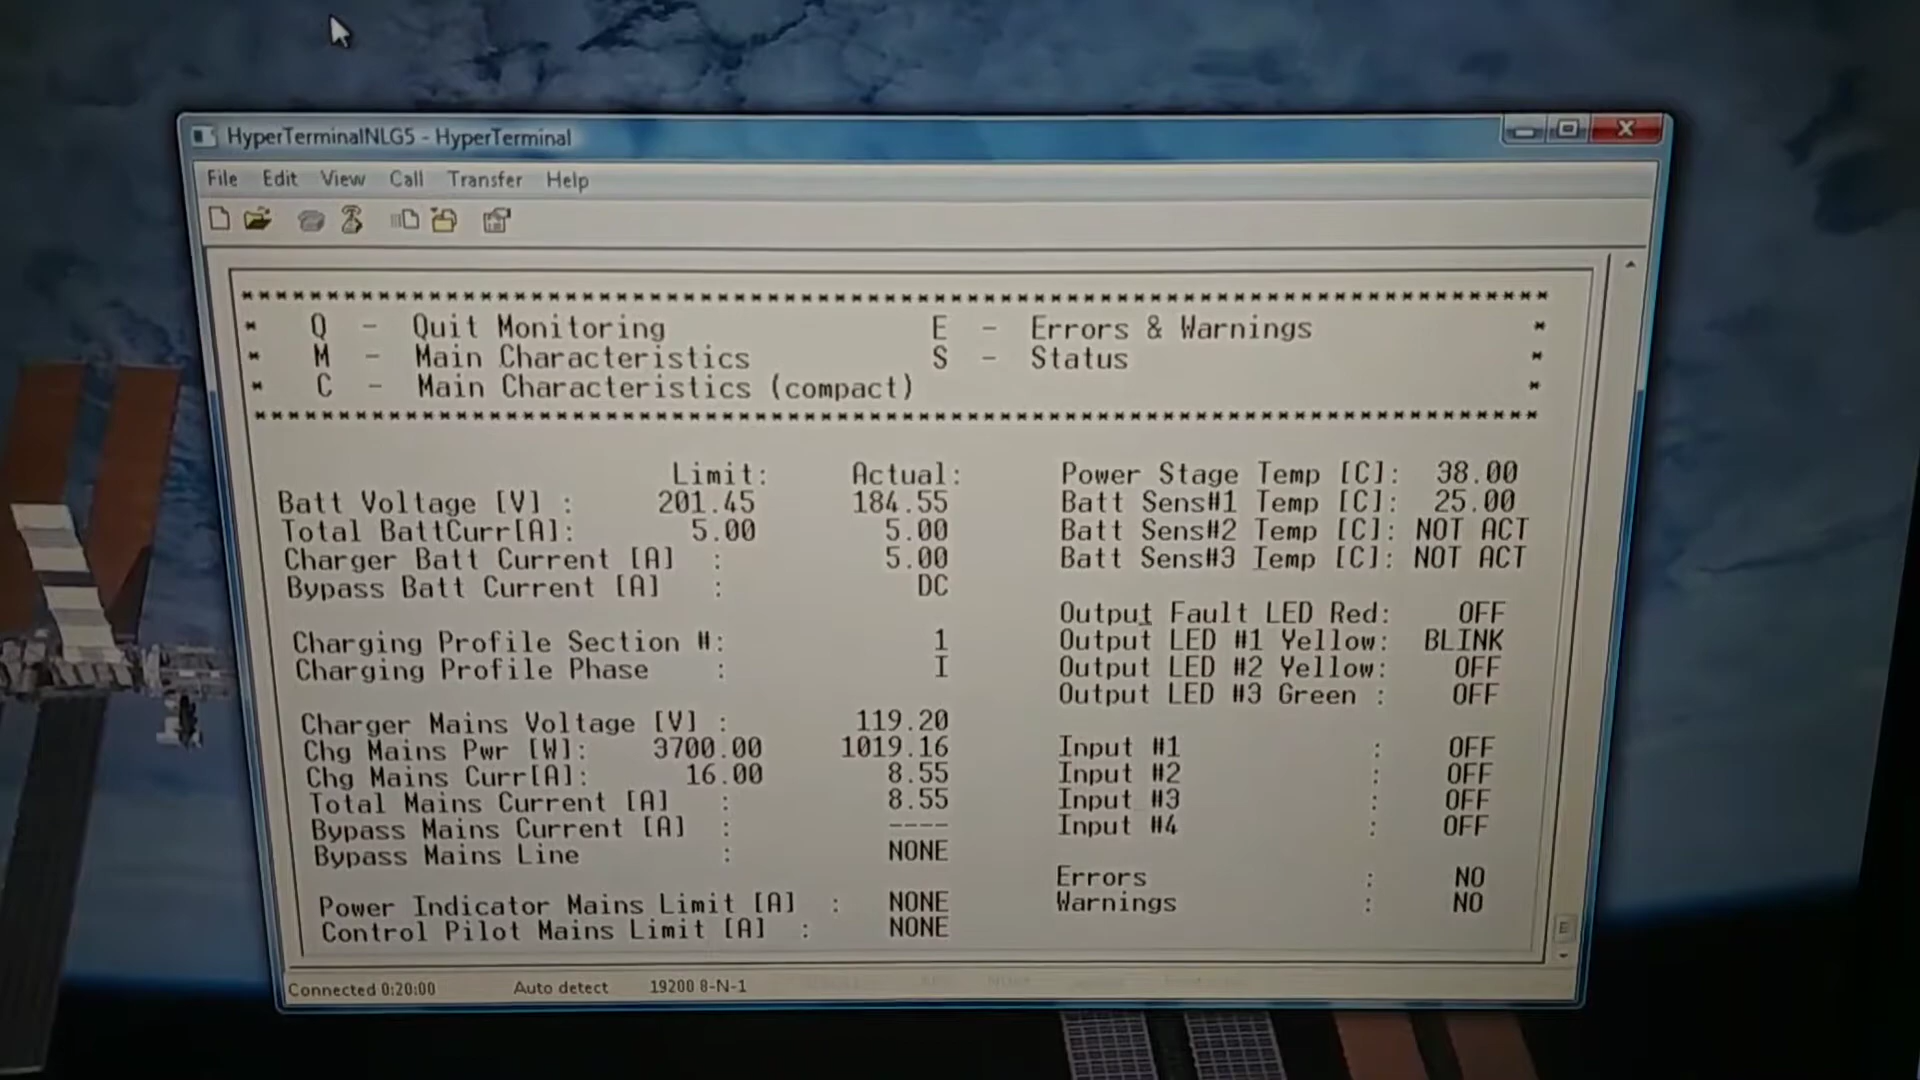 HyperTerminalNLG5 - HyperTerminal
File Edit View Call Transfer Help
****************************************************************************
* Q - Quit Monitoring E - Errors & Warnings *
* M - Main Characteristics S - Status *
* C - Main Characteristics (compact) *
****************************************************************************
Limit: Actual:
Batt Voltage [V] : 201.45 184.55
Total BattCurr[A]: 5.00 5.00
Charger Batt Current [A] : 5.00
Bypass Batt Current [A] : DC
Charging Profile Section #: 1
Charging Profile Phase : I
Charger Mains Voltage [V] : 119.20
Chg Mains Pwr [W]: 3700.00 1019.16
Chg Mains Curr[A]: 16.00 8.55
Total Mains Current [A] : 8.55
Bypass Mains Current [A] : ----
Bypass Mains Line : NONE
Power Indicator Mains Limit [A] : NONE
Control Pilot Mains Limit [A] : NONE
Power Stage Temp [C]: 38.00
Batt Sens#1 Temp [C]: 25.00
Batt Sens#2 Temp [C]: NOT ACT
Batt Sens#3 Temp [C]: NOT ACT
Output Fault LED Red: OFF
Output LED #1 Yellow: BLINK
Output LED #2 Yellow: OFF
Output LED #3 Green : OFF
Input #1 : OFF
Input #2 : OFF
Input #3 : OFF
Input #4 : OFF
Errors : NO
Warnings : NO
Connected 0:20:00 Auto detect 19200 8-N-1